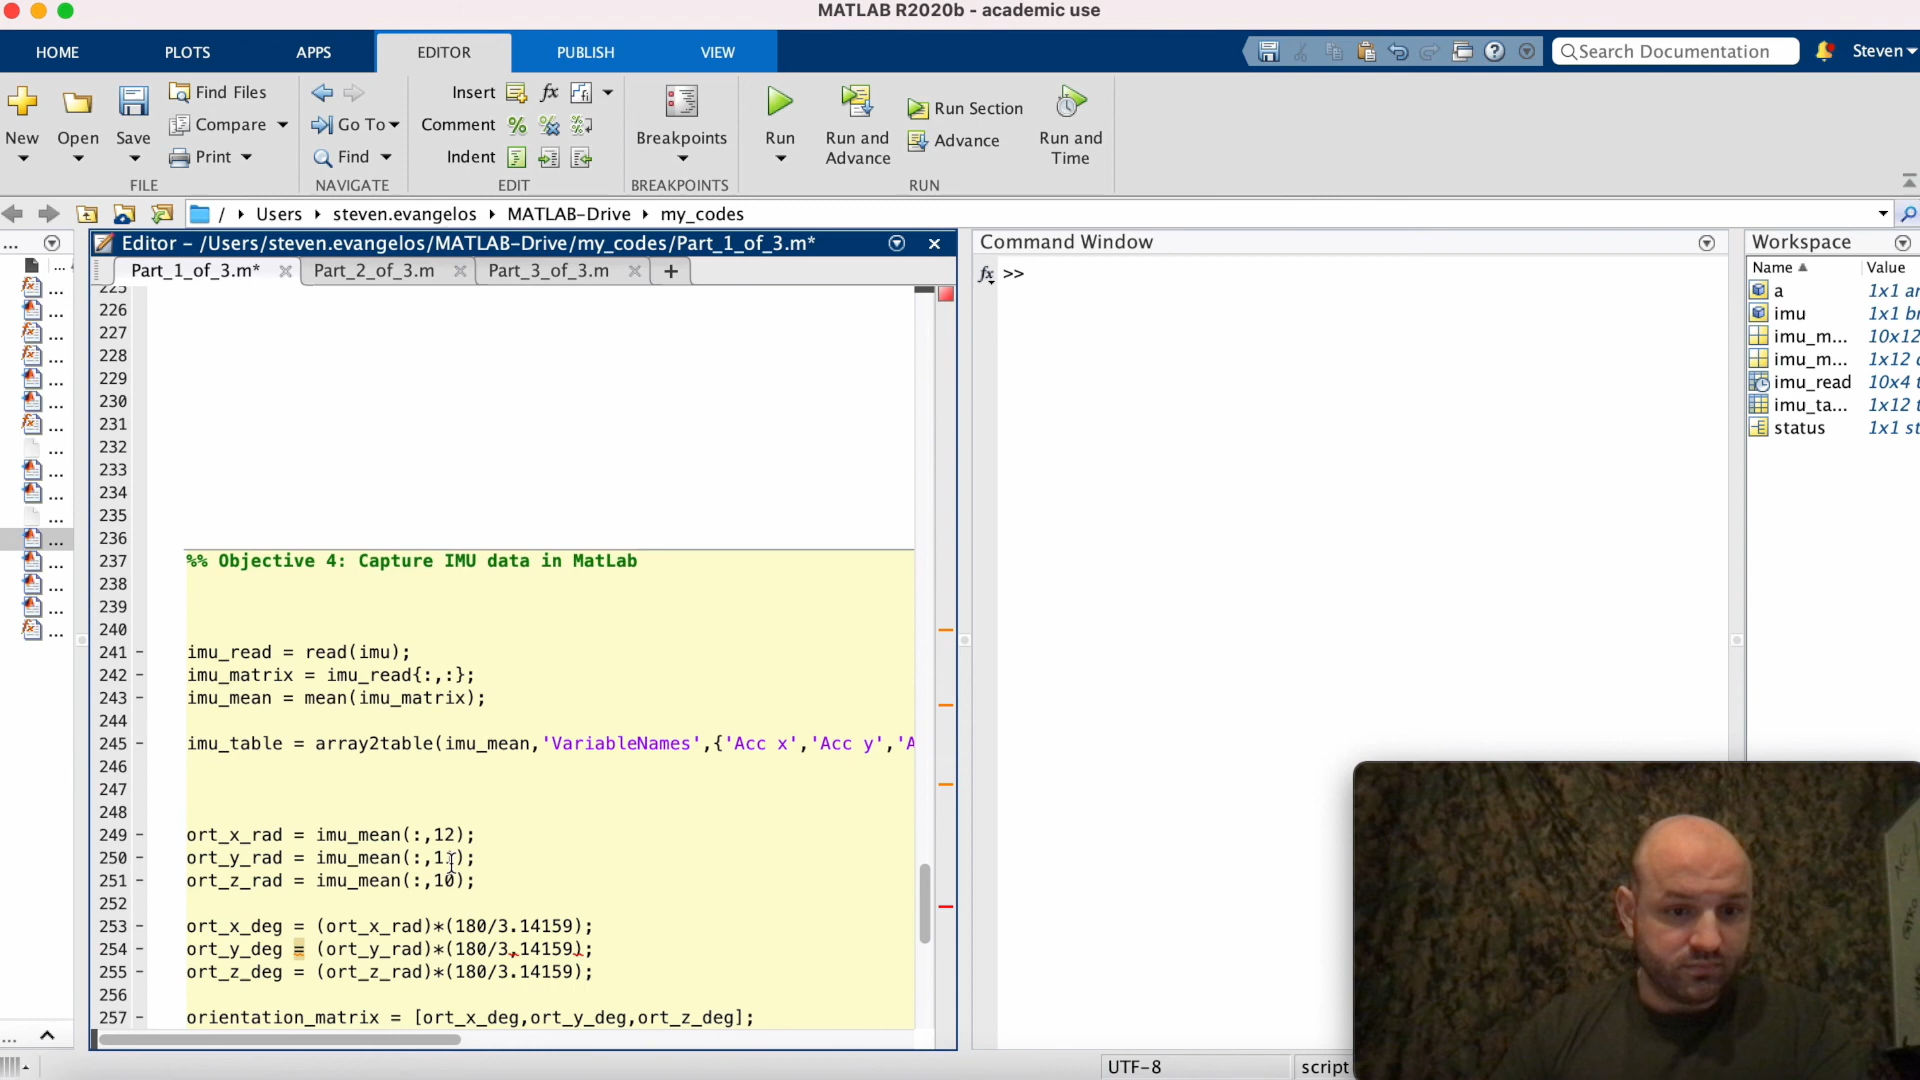 MATLAB R2020b - academic use
HOME PLOTS APPS EDITOR PUBLISH VIEW
Search Documentation
Steven
New Open Save
Find Files
Compare
Print
FILE
Go To
Find
NAVIGATE
Insert fx
Comment %
Indent
EDIT
Breakpoints
BREAKPOINTS
Run
Run and Advance
Run Section
Advance
Run and Time
RUN
/ Users steven.evangelos MATLAB-Drive my_codes
Editor - /Users/steven.evangelos/MATLAB-Drive/my_codes/Part_1_of_3.m*
Part_1_of_3.m* Part_2_of_3.m Part_3_of_3.m +
225
226
227
228
229
230
231
232
233
234
235
236
237 %% Objective 4: Capture IMU data in MatLab
238
239
240
241 - imu_read = read(imu);
242 - imu_matrix = imu_read{:,:};
243 - imu_mean = mean(imu_matrix);
244
245 - imu_table = array2table(imu_mean,'VariableNames',{'Acc x','Acc y','A
246
247
248
249 - ort_x_rad = imu_mean(:,12);
250 - ort_y_rad = imu_mean(:,11);
251 - ort_z_rad = imu_mean(:,10);
252
253 - ort_x_deg = (ort_x_rad)*(180/3.14159);
254 - ort_y_deg = (ort_y_rad)*(180/3,14159);
255 - ort_z_deg = (ort_z_rad)*(180/3.14159);
256
257 - orientation_matrix = [ort_x_deg,ort_y_deg,ort_z_deg];
Command Window
fx >>
Workspace
Name Value
a 1x1 ar
imu 1x1 br
imu_m... 10x12
imu_m... 1x12 d
imu_read 10x4 t
imu_ta... 1x12 t
status 1x1 st
UTF-8
script